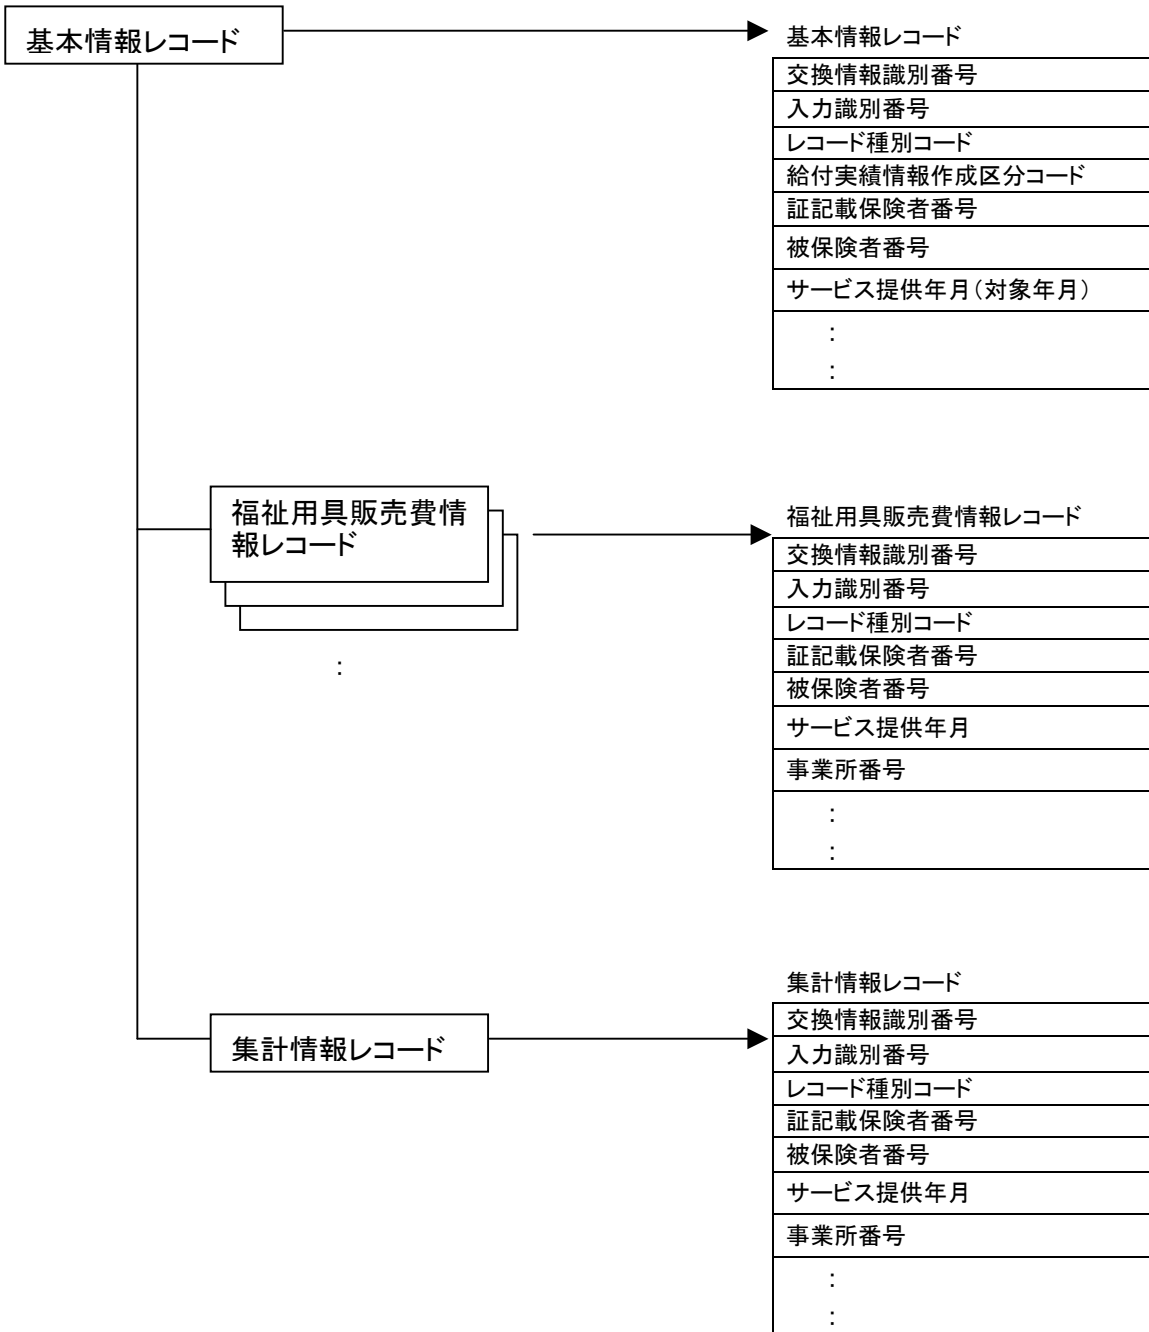 基本情報レコード
基本情報レコード
交換情報識別番号
入力識別番号
レコード種別コード
給付実績情報作成区分コード
証記載保険者番号
被保険者番号
サービス提供年月(対象年月)
:
:
福祉用具販売費情
報レコード
:
福祉用具販売費情報レコード
交換情報識別番号
入力識別番号
レコード種別コード
証記載保険者番号
被保険者番号
サービス提供年月
事業所番号
:
:
集計情報レコード
集計情報レコード
交換情報識別番号
入力識別番号
レコード種別コード
証記載保険者番号
被保険者番号
サービス提供年月
事業所番号
:
: